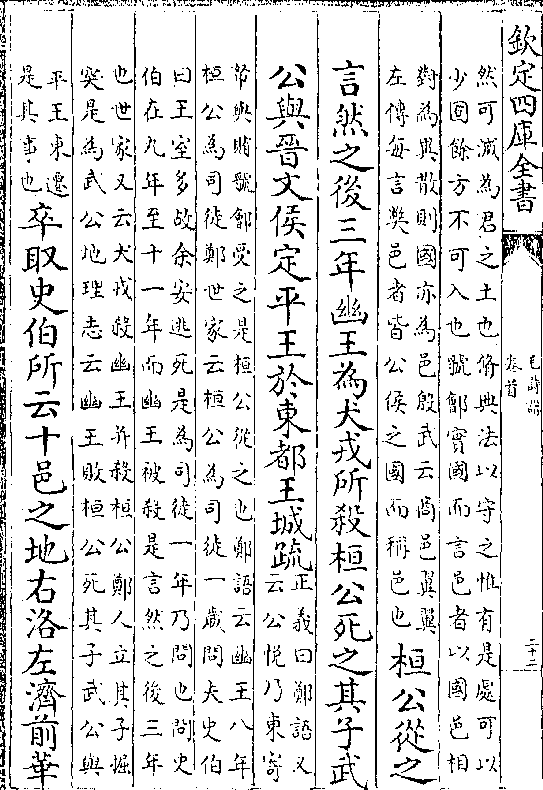 欽定四庫全書
毛詩譜
卷首
二十二
然可減為君之土也脩典法以守之惟有是處可以
少固餘方不可入也虢鄶實國而言邑者以國邑相
對為異散則國亦為邑殷武云商邑翼翼
左傳每言弊邑者皆公侯之國而稱邑也
桓公從之
言然之後三年幽王為犬戎所殺桓公死之其子武
公與晉文侯定平王於東都王城疏
正義曰鄭語又
云公悅乃東寄
帑與賄虢鄶受之是桓公從之也鄭語云幽王八年
桓公為司徒鄭世家云桓公為司徒一歲問太史伯
曰王室多故余安逃死是為司徒一年乃問也問史
伯在九年至十一年而幽王被殺是言然之後三年
也世家又云犬戎殺幽王并殺桓公鄭人立其子掘
突是為武公地理志云幽王敗桓公死其子武公與
平王東遷
是其事也
卒取史伯所云十邑之地右洛左濟前華